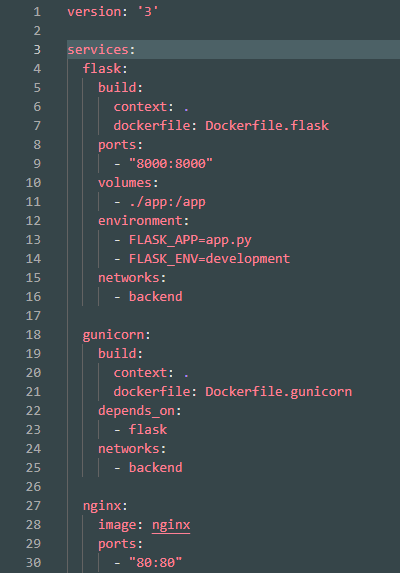 1 version: '3'
2
3 services:
4   flask:
5     build:
6       context: .
7       dockerfile: Dockerfile.flask
8     ports:
9       - "8000:8000"
10     volumes:
11       - ./app:/app
12     environment:
13       - FLASK_APP=app.py
14       - FLASK_ENV=development
15     networks:
16       - backend
17
18   gunicorn:
19     build:
20       context: .
21       dockerfile: Dockerfile.gunicorn
22     depends_on:
23       - flask
24     networks:
25       - backend
26
27   nginx:
28     image: nginx
29     ports:
30       - "80:80"